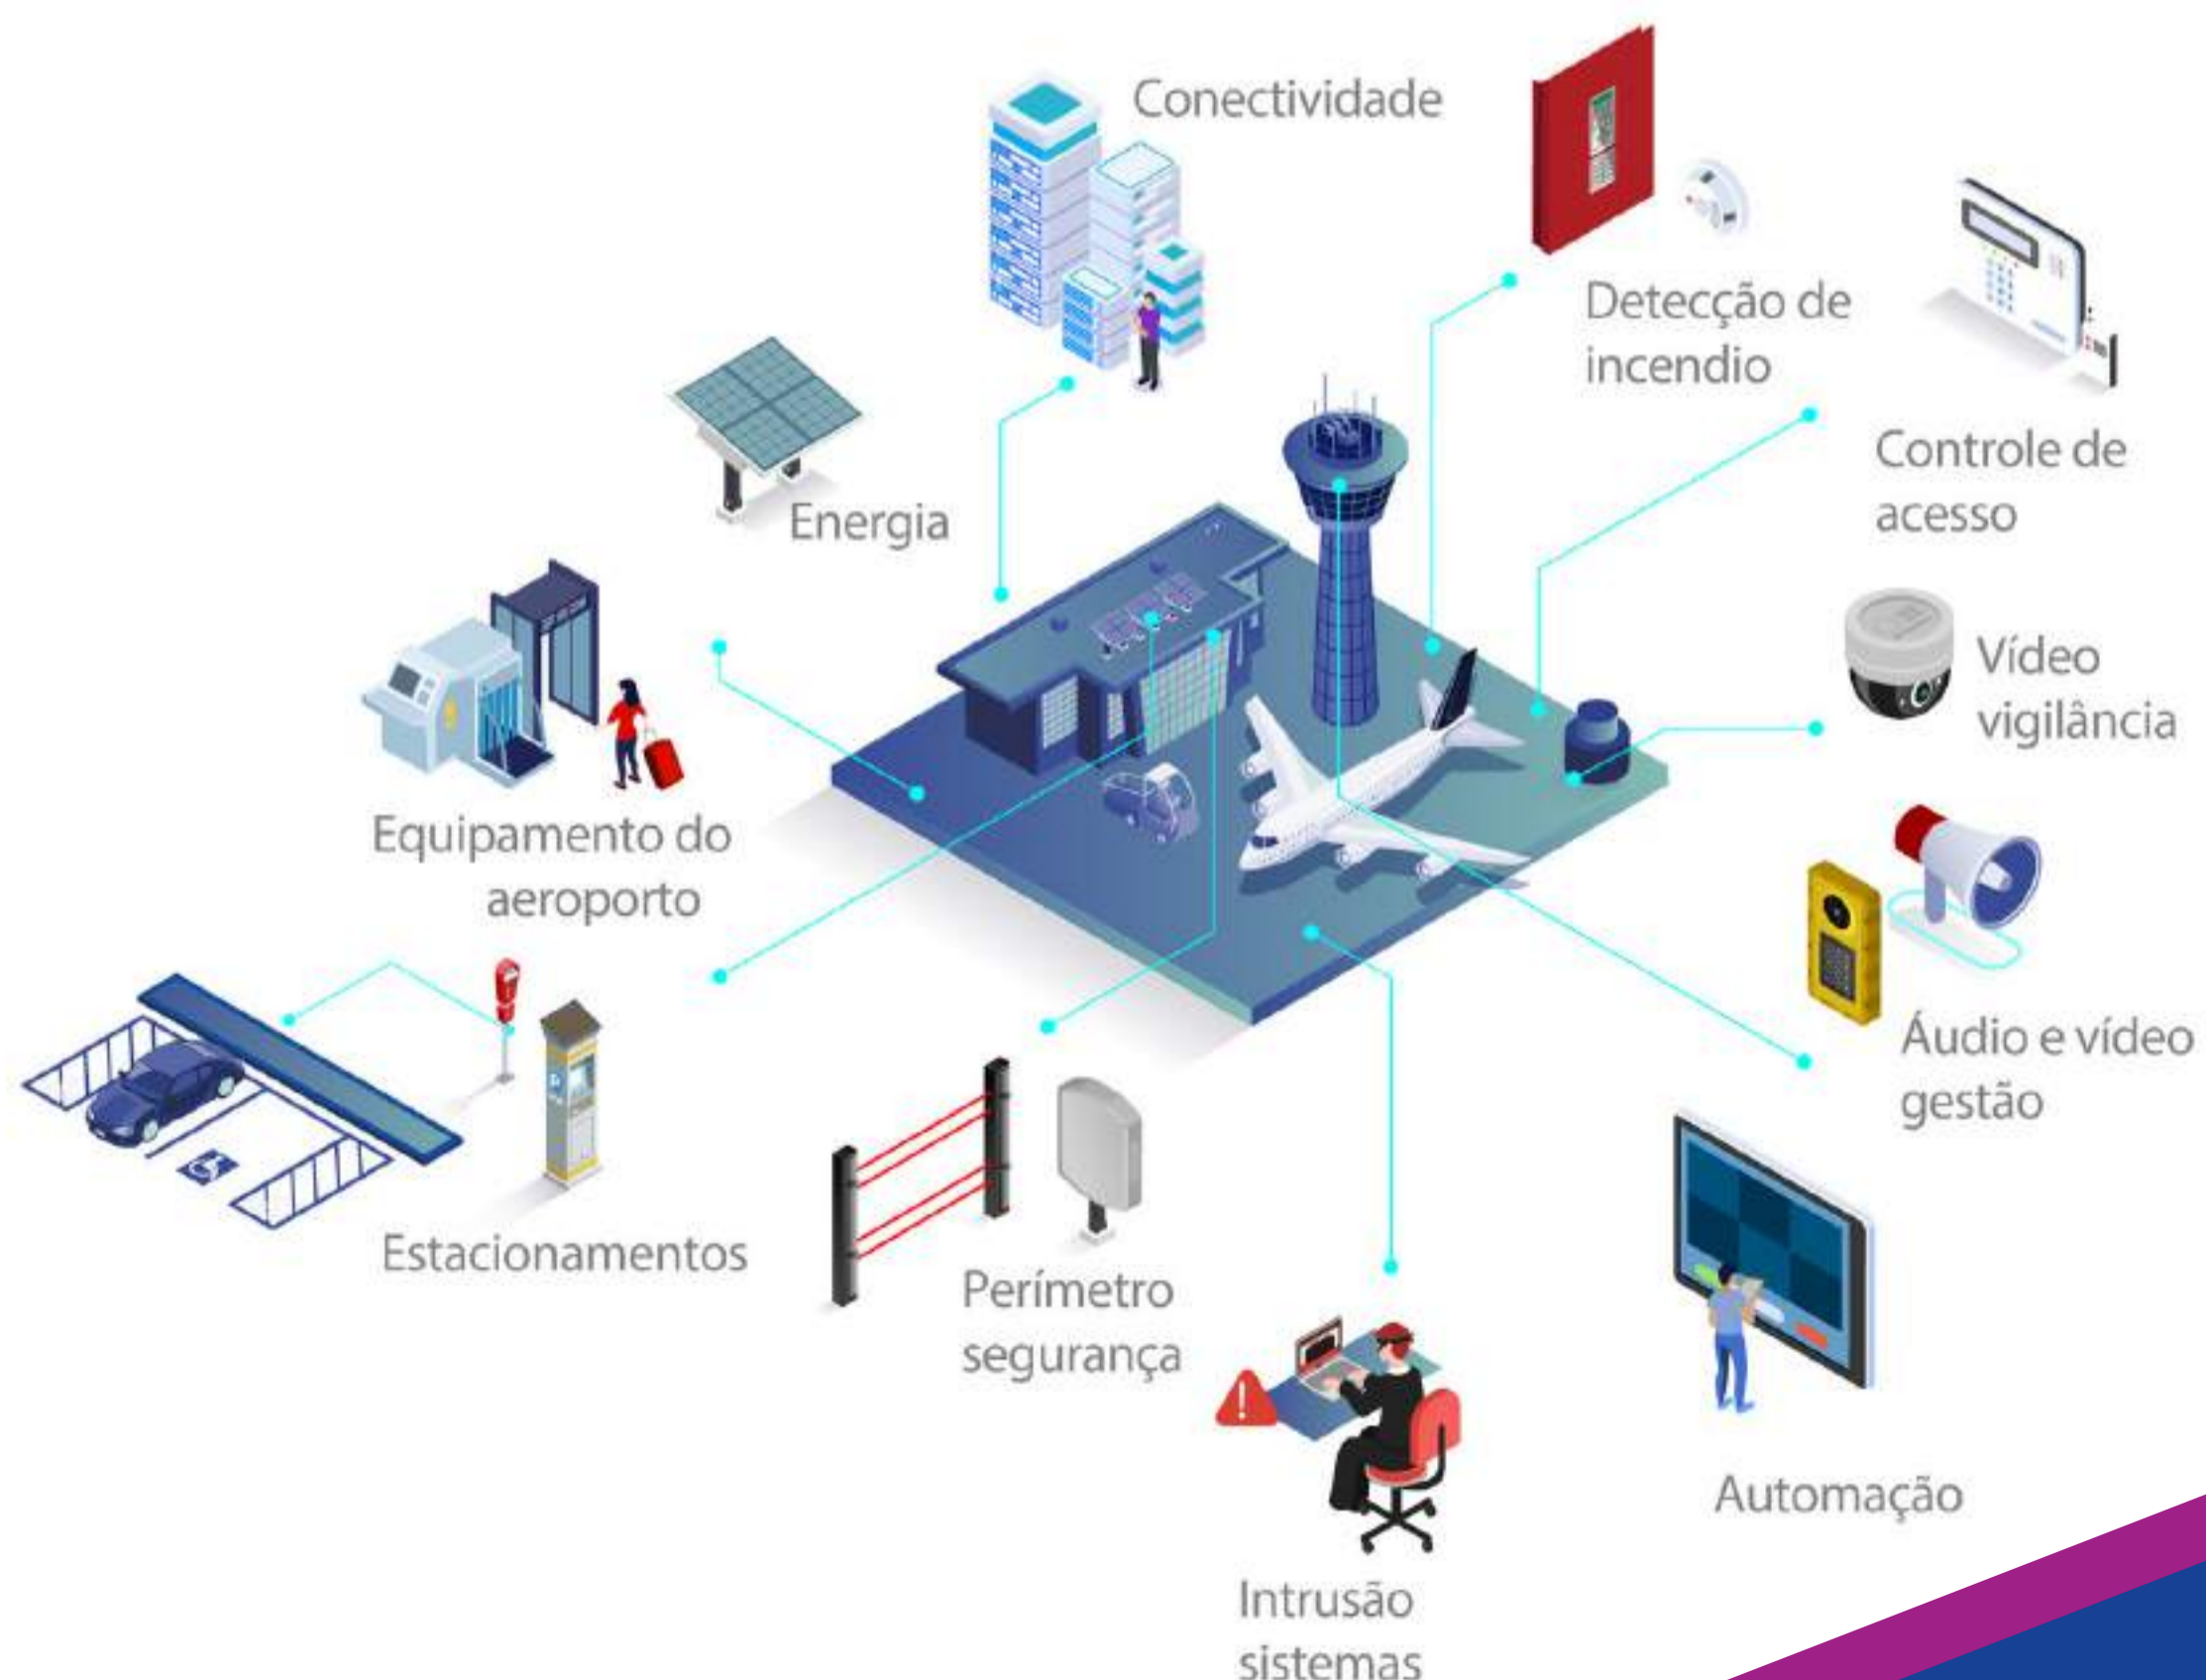 Conectividade
Detecção de
incendio
Controle de
acesso
Energia
Vídeo
vigilância
Equipamento do
aeroporto
Áudio e vídeo
gestão
Estacionamentos
Perímetro
segurança
Automação
Intrusão
sistemas